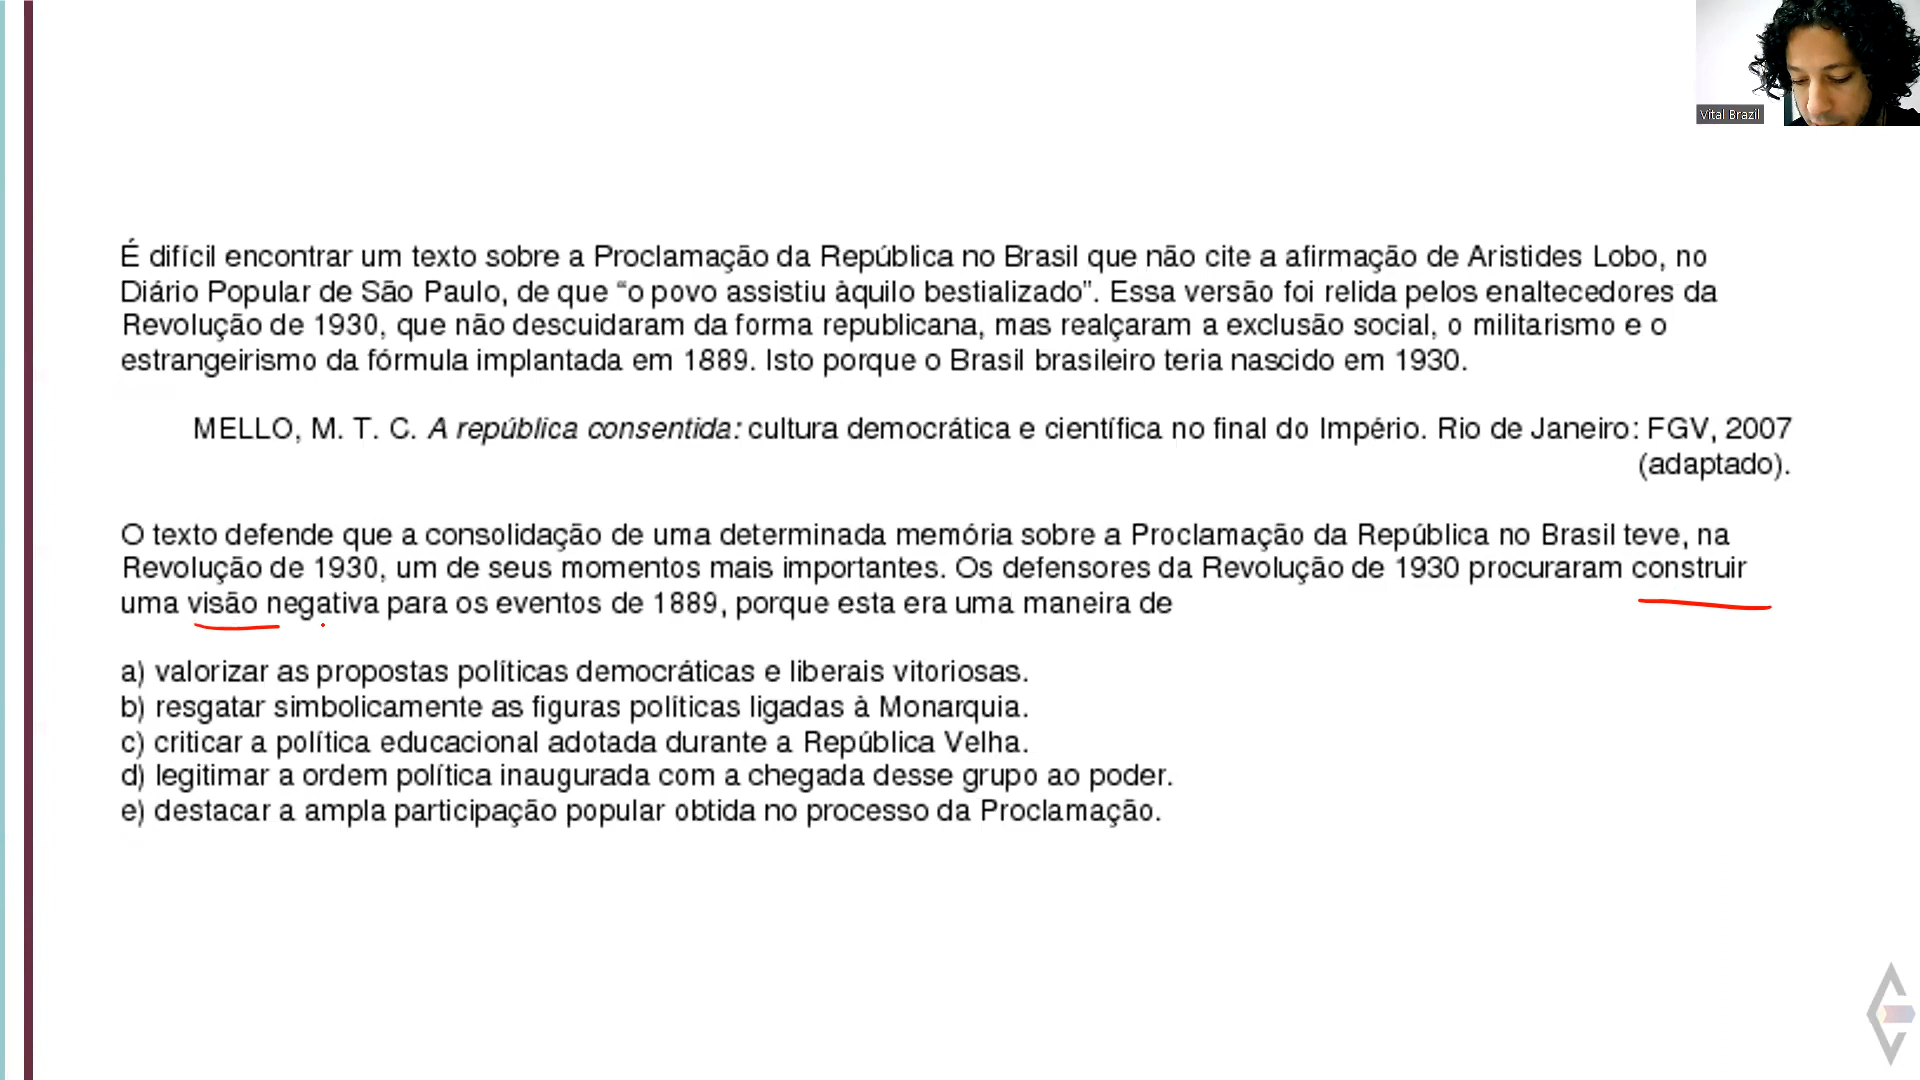 Vital Brazil
É difícil encontrar um texto sobre a Proclamação da República no Brasil que não cite a afirmação de Aristides Lobo, no
Diário Popular de São Paulo, de que “o povo assistiu àquilo bestializado”. Essa versão foi relida pelos enaltecedores da
Revolução de 1930, que não descuidaram da forma republicana, mas realçaram a exclusão social, o militarismo e o
estrangeirismo da fórmula implantada em 1889. Isto porque o Brasil brasileiro teria nascido em 1930.
MELLO, M. T. C. A república consentida: cultura democrática e científica no final do Império. Rio de Janeiro: FGV, 2007
(adaptado).
O texto defende que a consolidação de uma determinada memória sobre a Proclamação da República no Brasil teve, na
Revolução de 1930, um de seus momentos mais importantes. Os defensores da Revolução de 1930 procuraram construir
uma visão negativa para os eventos de 1889, porque esta era uma maneira de
a) valorizar as propostas políticas democráticas e liberais vitoriosas.
b) resgatar simbolicamente as figuras políticas ligadas à Monarquia.
c) criticar a política educacional adotada durante a República Velha.
d) legitimar a ordem política inaugurada com a chegada desse grupo ao poder.
e) destacar a ampla participação popular obtida no processo da Proclamação.